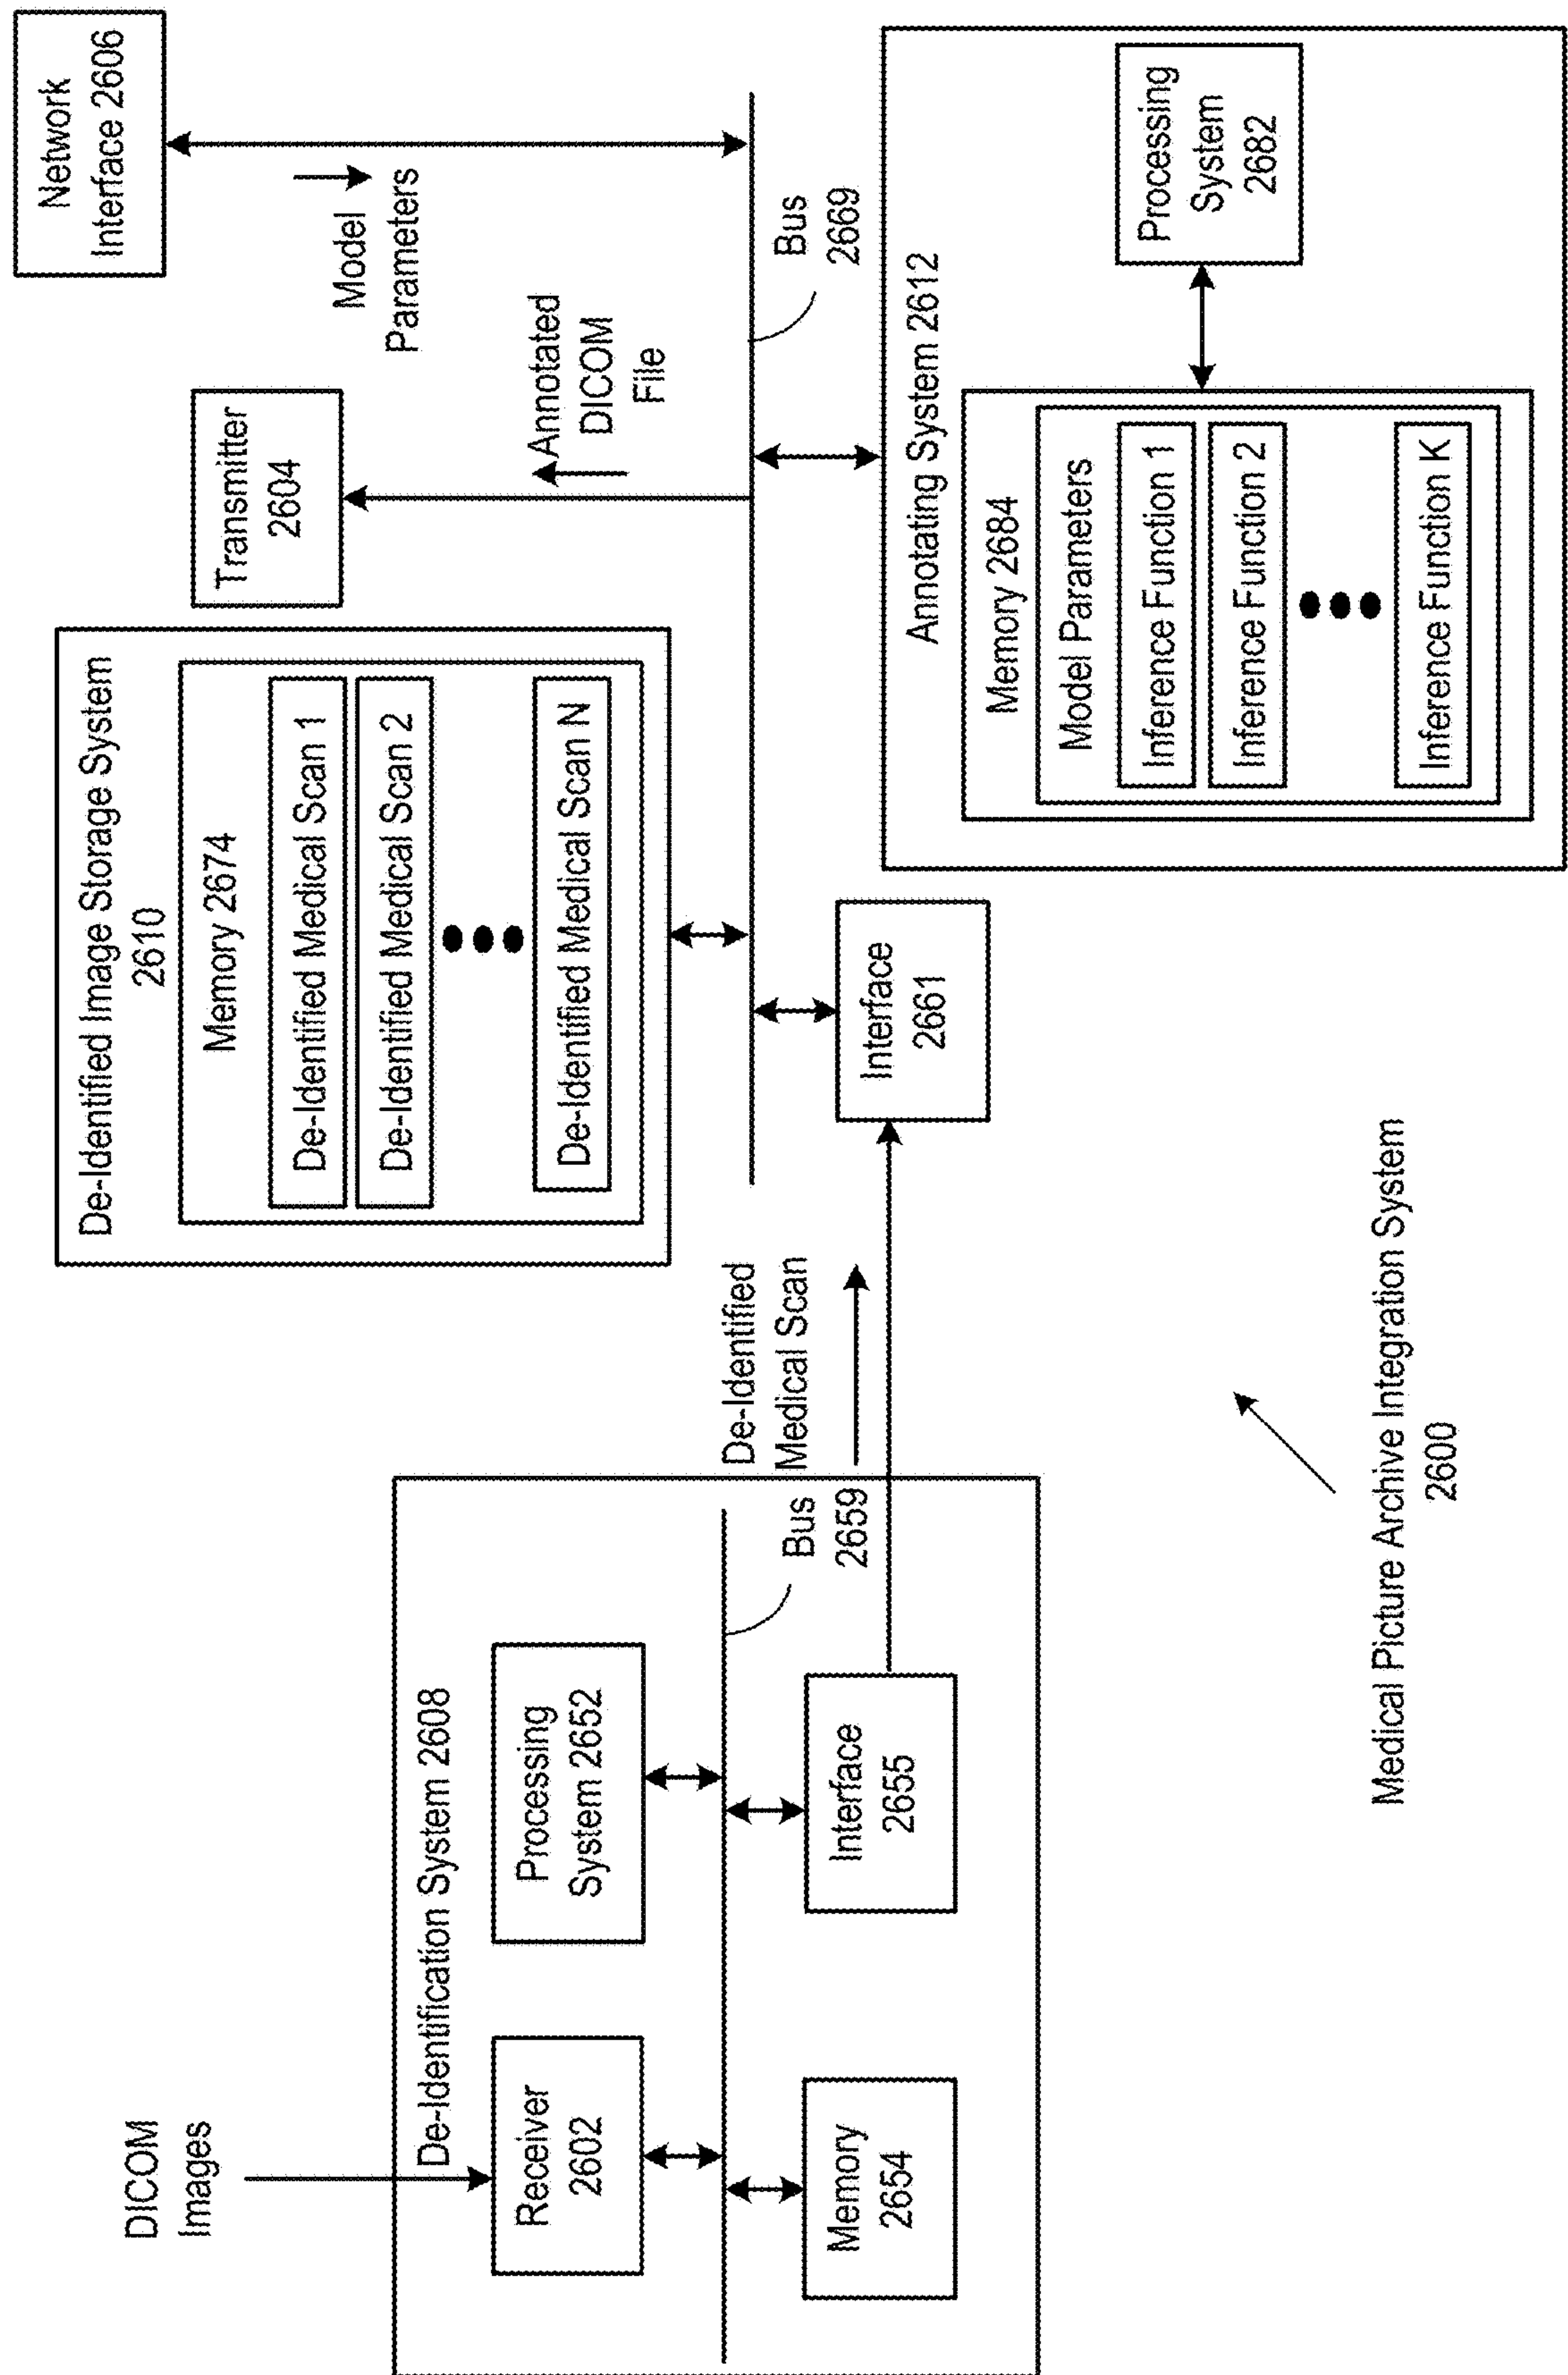 DICOM
Images
De-Identification System 2608
Receiver
2602
Processing
System 2652
Bus
2659
Memory
2654
Interface
2655
De-Identified
Medical Scan
De-Identified Image Storage System
2610
Memory 2674
De-Identified Medical Scan 1
De-Identified Medical Scan 2
De-Identified Medical Scan N
Transmitter
2604
Annotated
DICOM
File
Network
Interface 2606
Model
Parameters
Bus
2669
Interface
2661
Annotating System 2612
Memory 2684
Model Parameters
Inference Function 1
Inference Function 2
Inference Function K
Processing
System
2682
Medical Picture Archive Integration System
2600